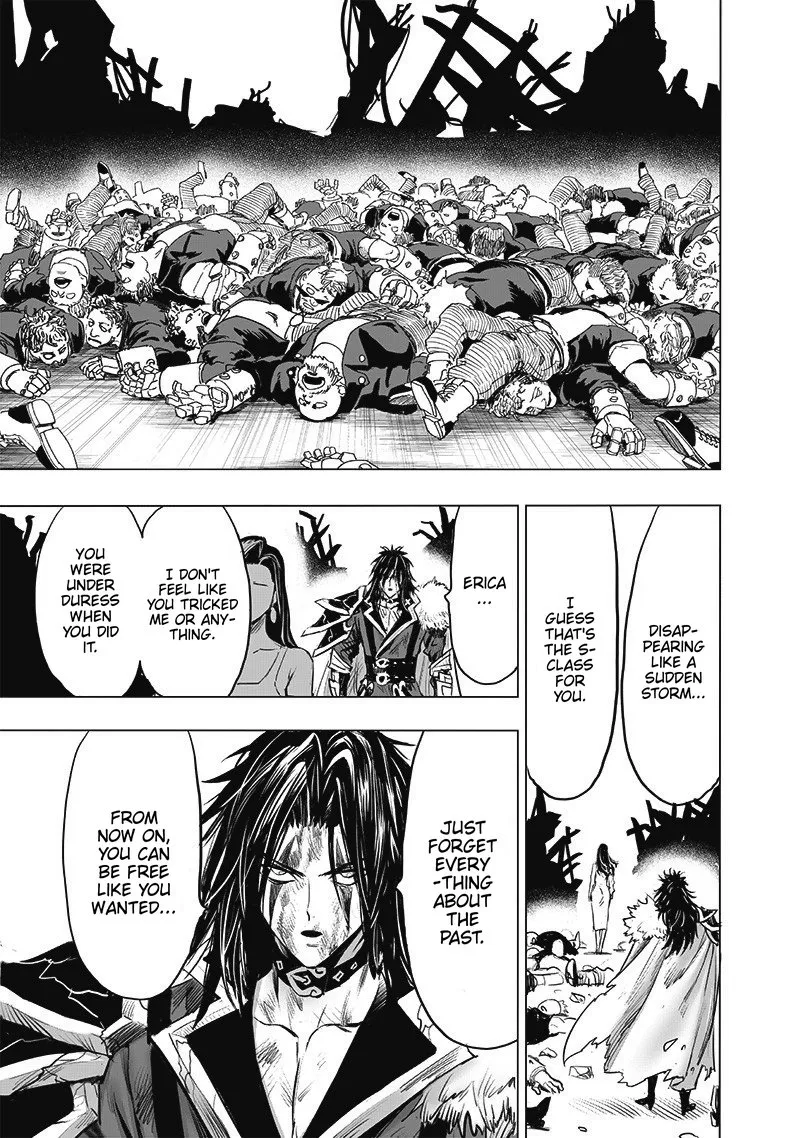 DISAP-
PEARING
LIKE A
SUDDEN
STORM...
I
GUESS
THAT'S
THE S-
CLASS
FOR
YOU.
ERICA
...
I DON'T
FEEL LIKE
YOU TRICKED
ME OR ANY-
THING.
YOU
WERE
UNDER
DURESS
WHEN YOU
DID IT.
JUST
FORGET
EVERY
-THING
ABOUT
THE
PAST.
FROM
NOW ON,
YOU CAN
BE FREE
LIKE YOU
WANTED...